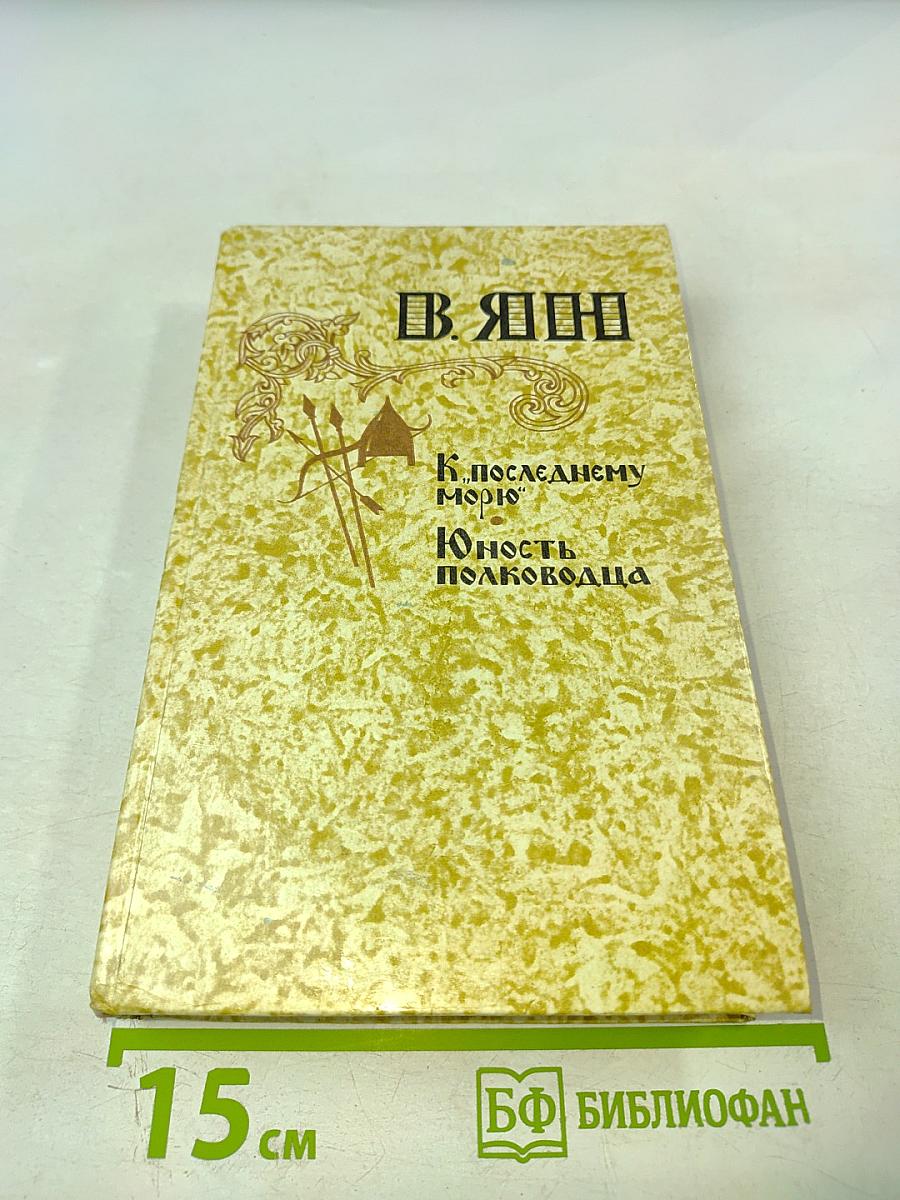 В. ЯН
К „последнему
морю“
Юность
полководца
15 см
БФ БИБЛИОФАН